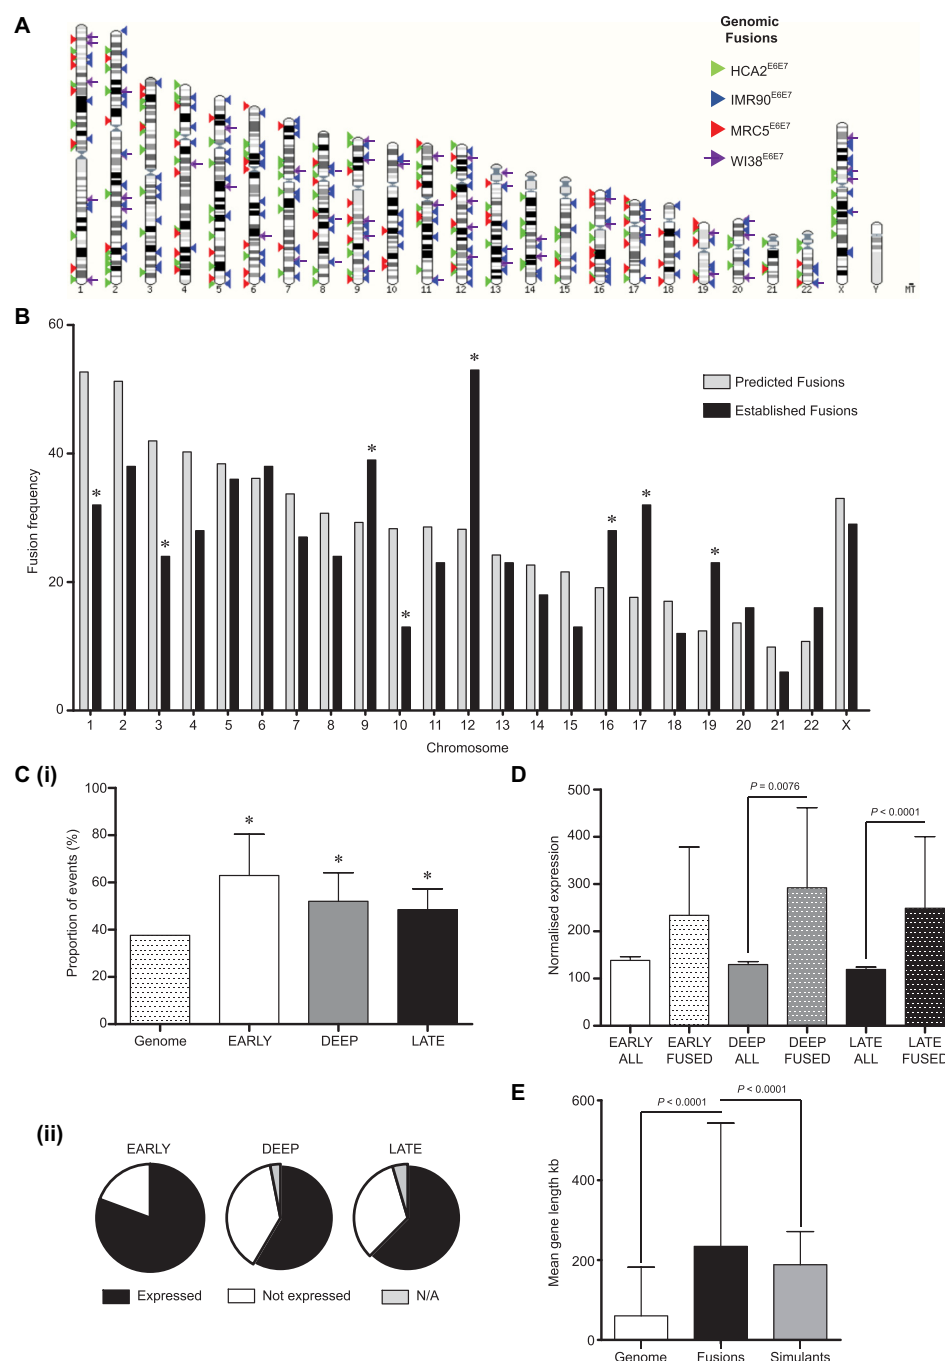 A
Genomic
Fusions
HCA2E6E7
IMR90E6E7
MRC5E6E7
WI38E6E7
1 2 3 4 5 6 7 8 9 10 11 12 13 14 15 16 17 18 19 20 21 22 X Y MT
B
60
40
20
0
Fusion frequency
Predicted Fusions
Established Fusions
* * * * * * * *
1 2 3 4 5 6 7 8 9 10 11 12 13 14 15 16 17 18 19 20 21 22 X
Chromosome
C (i)
100
80
60
40
20
0
Proportion of events (%)
* * *
Genome EARLY DEEP LATE
(ii)
EARLY DEEP LATE
Expressed Not expressed N/A
D
500
400
300
200
100
0
Normalised expression
P = 0.0076
P < 0.0001
EARLY EARLY DEEP DEEP LATE LATE
ALL FUSED ALL FUSED ALL FUSED
E
600
400
200
0
Mean gene length kb
P < 0.0001
P < 0.0001
Genome Fusions Simulants